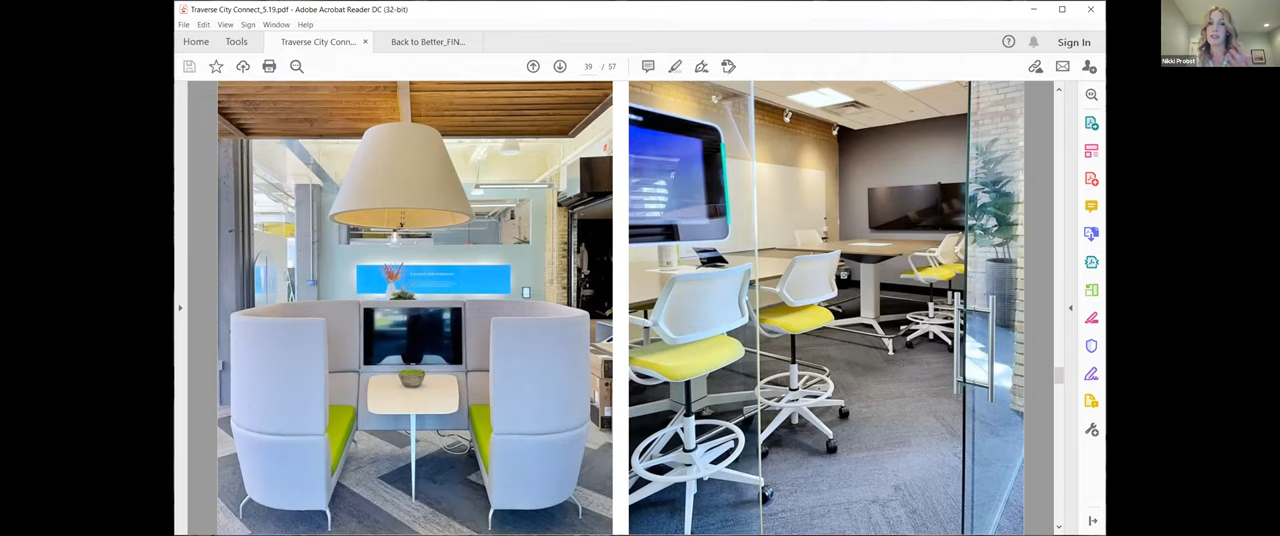 Traverse City Connect_5.19.pdf - Adobe Acrobat Reader DC (32-bit)
File Edit View Sign Window Help
Home Tools Traverse City Conn... × Back to Better_FIN... Sign In
39 / 57
Nikki Probst